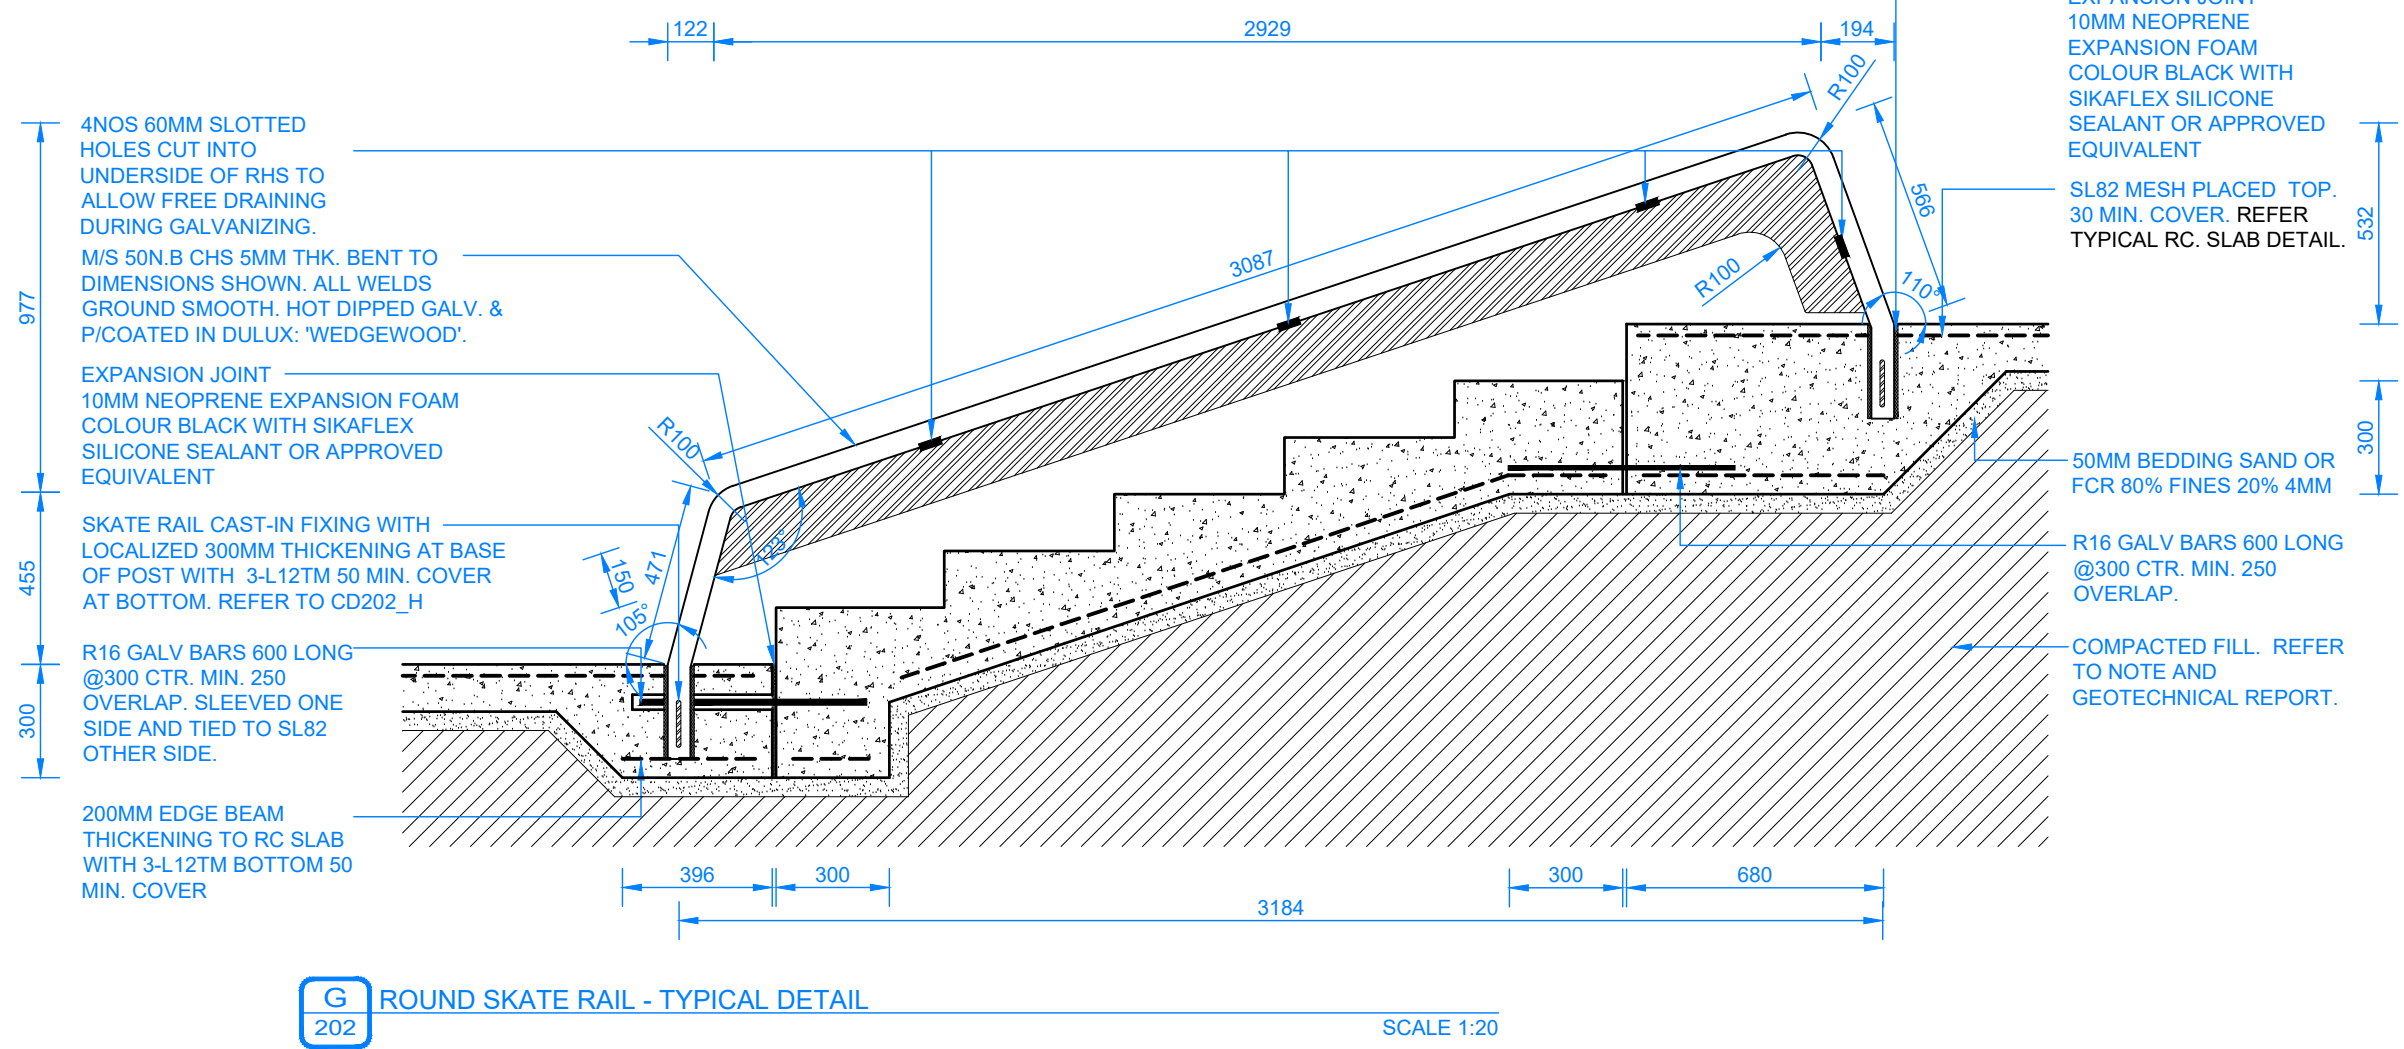 122
2929
194
R100
4NOS 60MM SLOTTED
HOLES CUT INTO
UNDERSIDE OF RHS TO
ALLOW FREE DRAINING
DURING GALVANIZING.
M/S 50N.B CHS 5MM THK. BENT TO
DIMENSIONS SHOWN. ALL WELDS
GROUND SMOOTH. HOT DIPPED GALV. &
P/COATED IN DULUX: 'WEDGEWOOD'.
EXPANSION JOINT
10MM NEOPRENE EXPANSION FOAM
COLOUR BLACK WITH SIKAFLEX
SILICONE SEALANT OR APPROVED
EQUIVALENT
SKATE RAIL CAST-IN FIXING WITH
LOCALIZED 300MM THICKENING AT BASE
OF POST WITH 3-L12TM 50 MIN. COVER
AT BOTTOM. REFER TO CD202_H
R16 GALV BARS 600 LONG
@300 CTR. MIN. 250
OVERLAP. SLEEVED ONE
SIDE AND TIED TO SL82
OTHER SIDE.
200MM EDGE BEAM
THICKENING TO RC SLAB
WITH 3-L12TM BOTTOM 50
MIN. COVER
977
455
300
R100
471
150
105°
123°
3087
R100
566
110°
EXPANSION JOINT
10MM NEOPRENE
EXPANSION FOAM
COLOUR BLACK WITH
SIKAFLEX SILICONE
SEALANT OR APPROVED
EQUIVALENT
SL82 MESH PLACED TOP.
30 MIN. COVER. REFER
TYPICAL RC. SLAB DETAIL.
532
300
50MM BEDDING SAND OR
FCR 80% FINES 20% 4MM
R16 GALV BARS 600 LONG
@300 CTR. MIN. 250
OVERLAP.
COMPACTED FILL. REFER
TO NOTE AND
GEOTECHNICAL REPORT.
396
300
300
680
3184
G
202
ROUND SKATE RAIL - TYPICAL DETAIL
SCALE 1:20